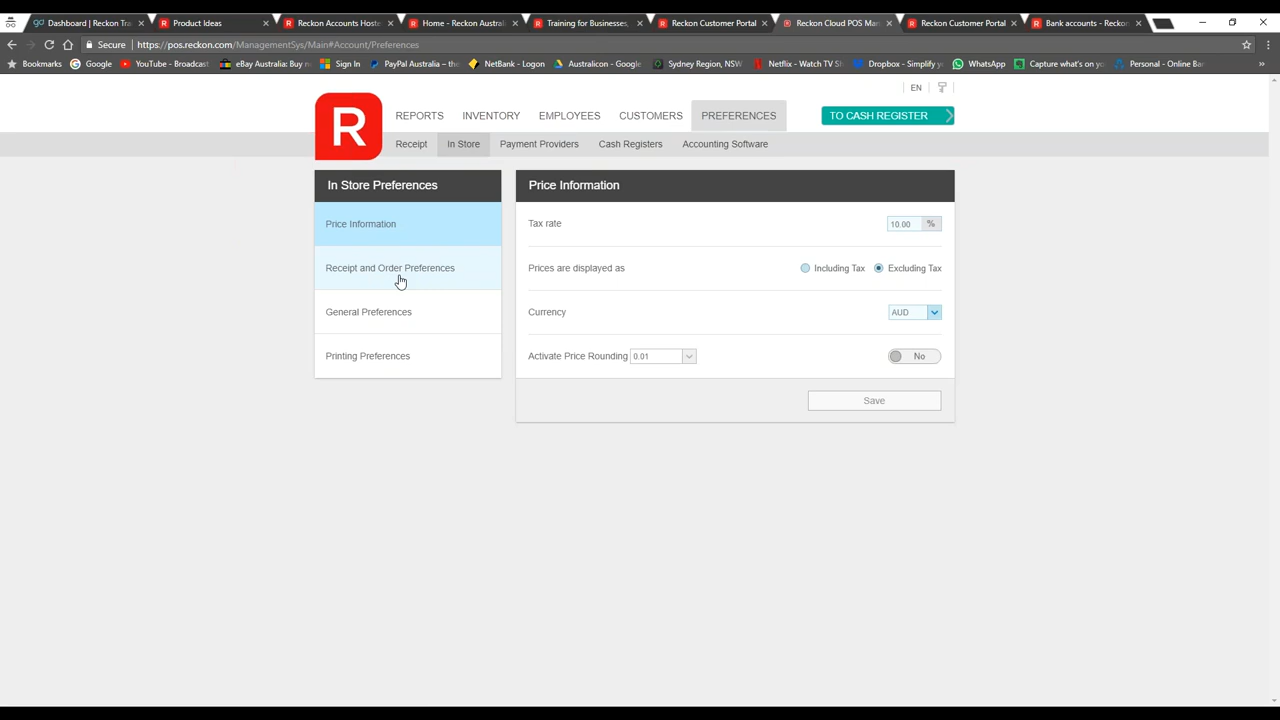 Dashboard | Reckon Tra
Product Ideas
Reckon Accounts Hoste
Home - Reckon Austral
Training for Businesses,
Reckon Customer Portal
Reckon Cloud POS Man
Reckon Customer Portal
Bank accounts - Reckon
Secure
https://pos.reckon.com/ManagementSys/Main#Account/Preferences
Bookmarks
Google
YouTube - Broadcast
eBay Australia: Buy
Sign In
PayPal Australia – the
NetBank - Logon
Australicon - Google
Sydney Region, NSW
Netflix - Watch TV Sh
Dropbox - Simplify yo
WhatsApp
Capture what's on yo
Personal - Online Ban
EN
R
REPORTS
INVENTORY
EMPLOYEES
CUSTOMERS
PREFERENCES
TO CASH REGISTER
Receipt
In Store
Payment Providers
Cash Registers
Accounting Software
In Store Preferences
Price Information
Receipt and Order Preferences
General Preferences
Printing Preferences
Price Information
Tax rate
10.00 %
Prices are displayed as
Including Tax
Excluding Tax
Currency
AUD
Activate Price Rounding
0.01
No
Save